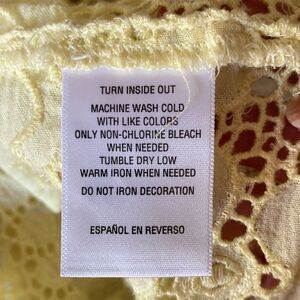 TURN INSIDE OUT
MACHINE WASH COLD
WITH LIKE COLORS
ONLY NON-CHLORINE BLEACH
WHEN NEEDED
TUMBLE DRY LOW
WARM IRON WHEN NEEDED
DO NOT IRON DECORATION
ESPAÑOL EN REVERSO